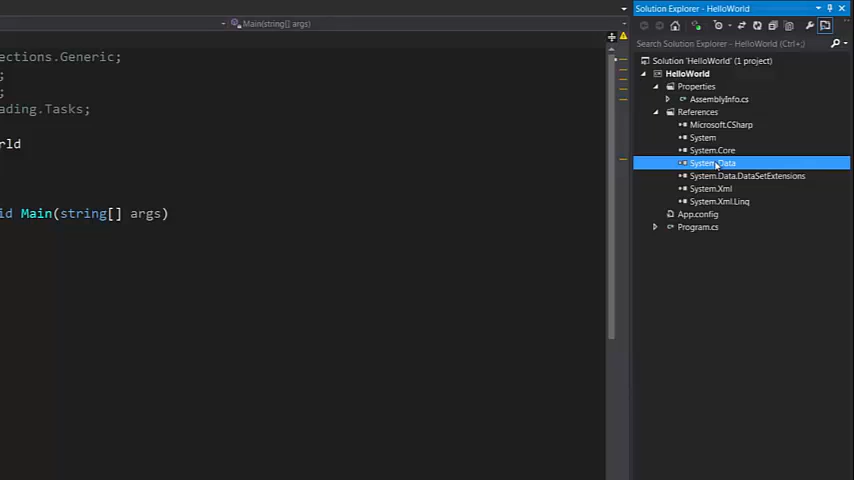 Solution Explorer - HelloWorld
Main(string[] args)
Search Solution Explorer - HelloWorld (Ctrl+;)
ections.Generic;
;
;
ading.Tasks;
rld
id Main(string[] args)
Solution 'HelloWorld' (1 project)
HelloWorld
Properties
AssemblyInfo.cs
References
Microsoft.CSharp
System
System.Core
System.Data
System.Data.DataSetExtensions
System.Xml
System.Xml.Linq
App.config
Program.cs